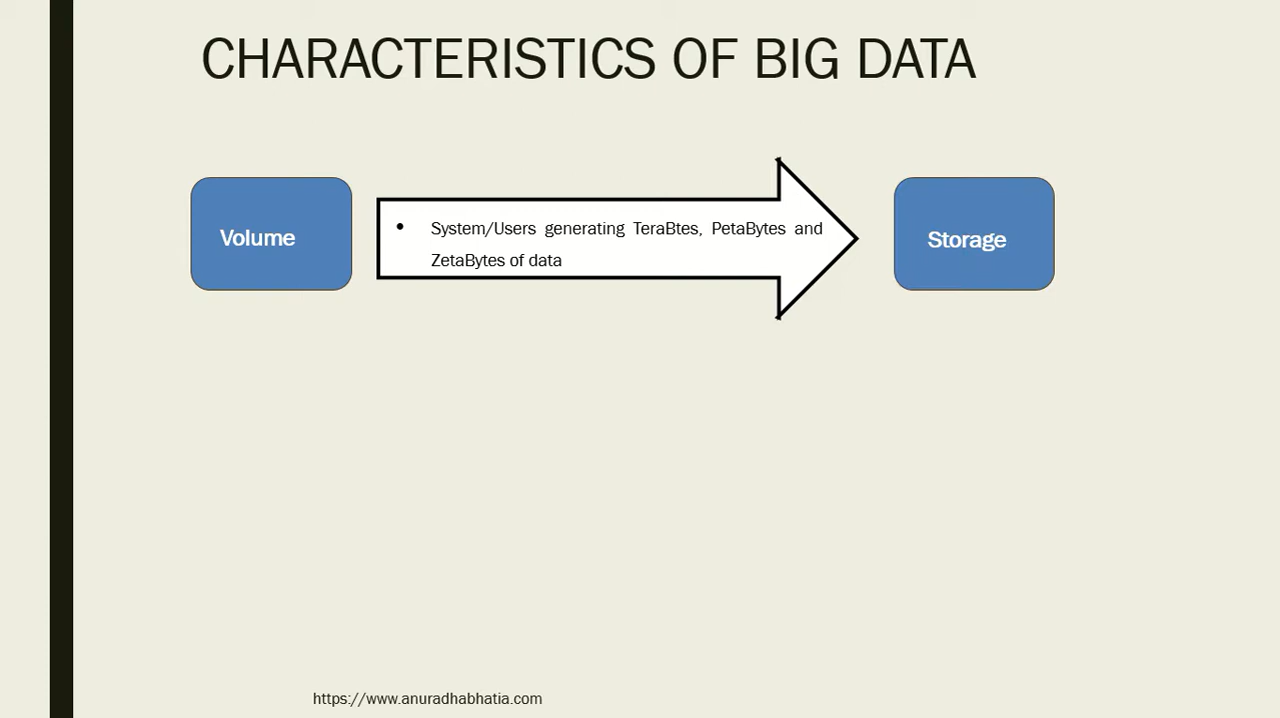 CHARACTERISTICS OF BIG DATA
Volume
• System/Users generating TeraBtes, PetaBytes and
ZetaBytes of data
Storage
https://www.anuradhabhatia.com